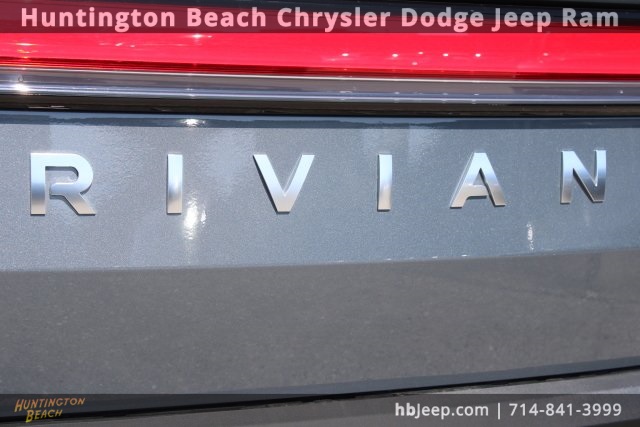 Huntington Beach Chrysler Dodge Jeep Ram
RIVIAN
HUNTINGTON
BEACH
hbjeep.com | 714-841-3999